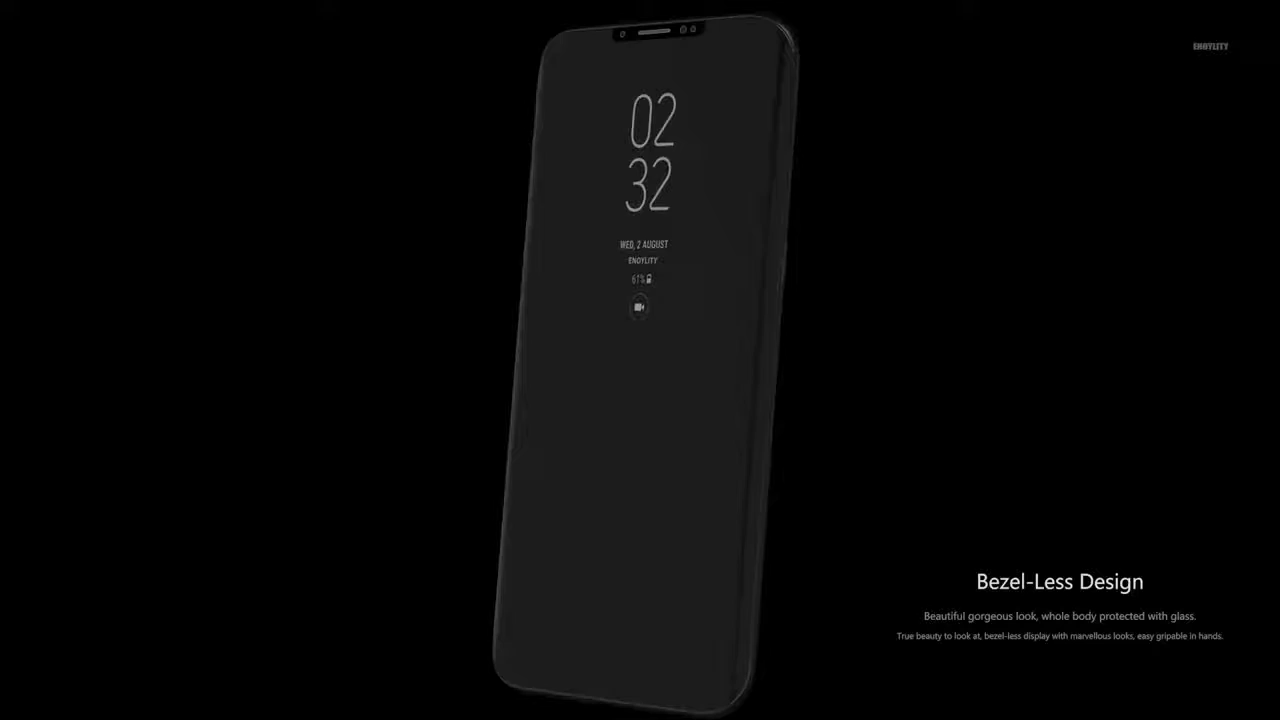 ENOYLITY
02
32
WED, 2 AUGUST
ENOYLITY
61%
Bezel-Less Design
Beautiful gorgeous look, whole body protected with glass.
True beauty to look at, bezel-less display with marvellous looks, easy gripable in hands.